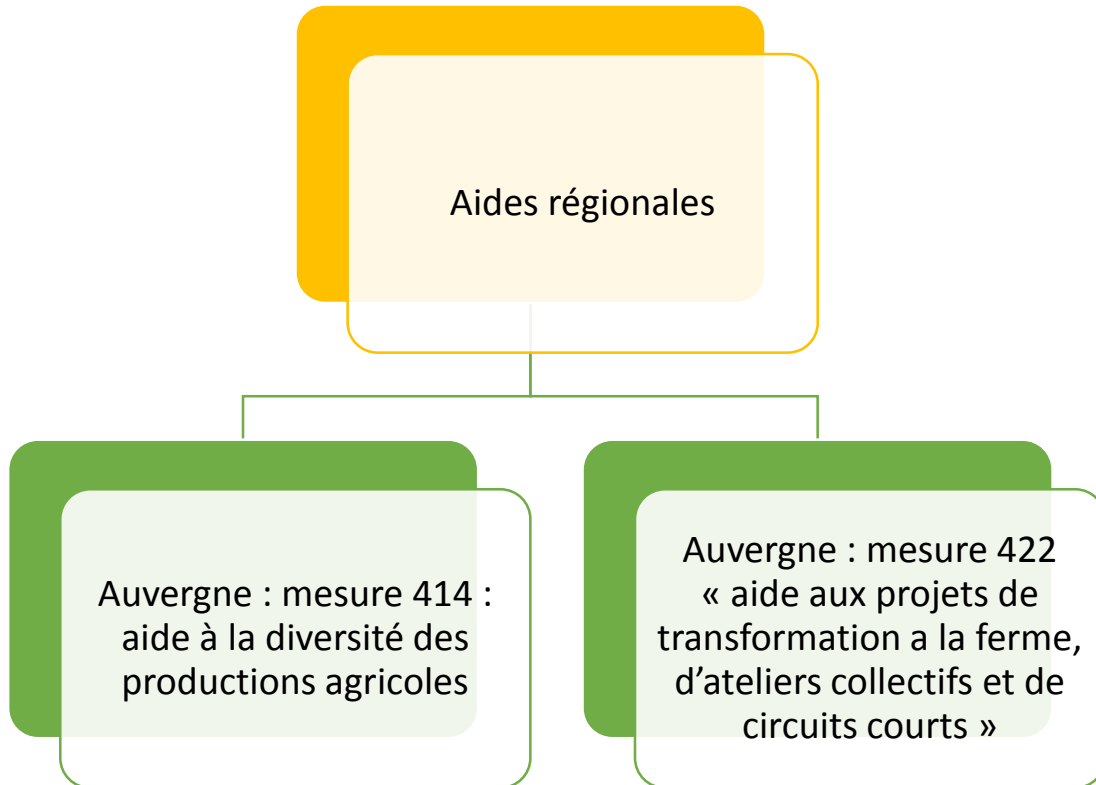 Aides régionales
Auvergne : mesure 414 :
aide à la diversité des
productions agricoles
Auvergne : mesure 422
« aide aux projets de
transformation a la ferme,
d’ateliers collectifs et de
circuits courts »